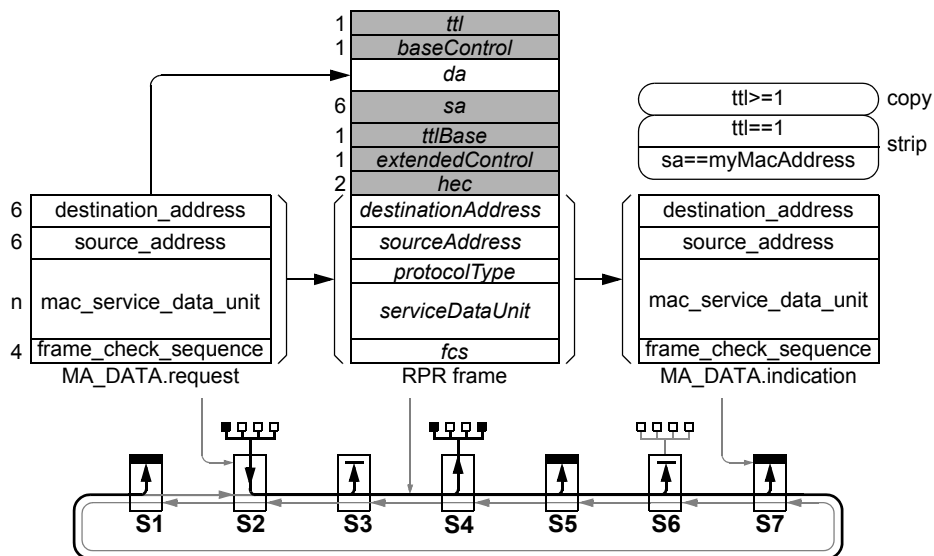 1 ttl
1 baseControl
da
6 sa
1 ttlBase
1 extendedControl
2 hec
ttl>=1 copy
ttl==1
strip
sa==myMacAddress
6 destination_address
6 source_address
n mac_service_data_unit
4 frame_check_sequence
MA_DATA.request
destinationAddress
sourceAddress
protocolType
serviceDataUnit
fcs
RPR frame
destination_address
source_address
mac_service_data_unit
frame_check_sequence
MA_DATA.indication
S1 S2 S3 S4 S5 S6 S7